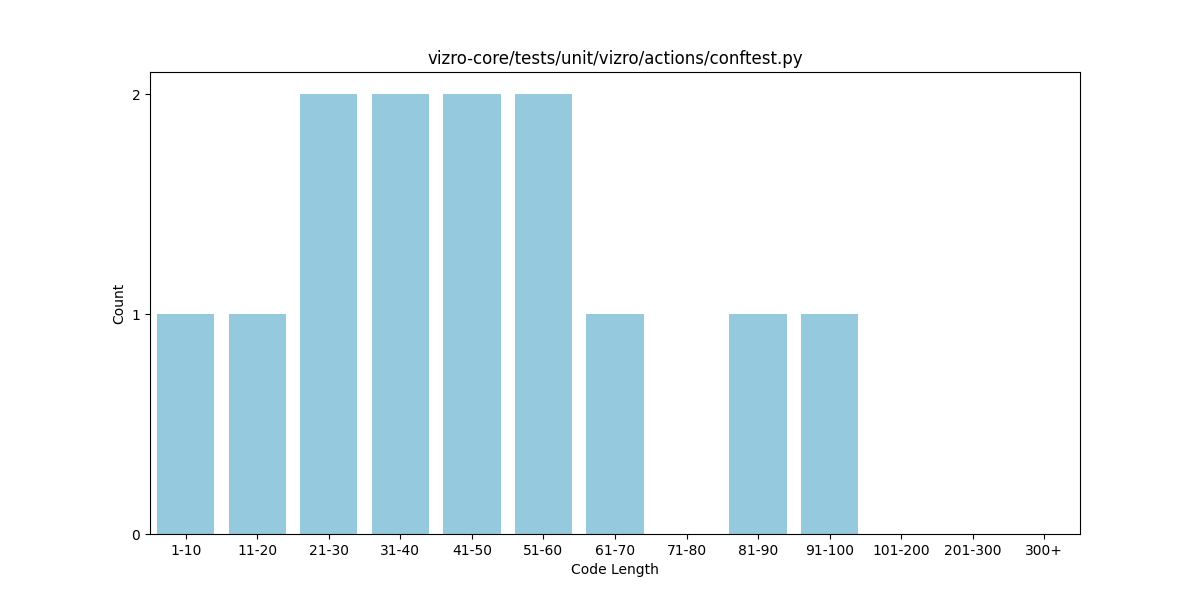 vizro-core/tests/unit/vizro/actions/conftest.py
Count
2
1
0
1-10 11-20 21-30 31-40 41-50 51-60 61-70 71-80 81-90 91-100 101-200 201-300 300+
Code Length